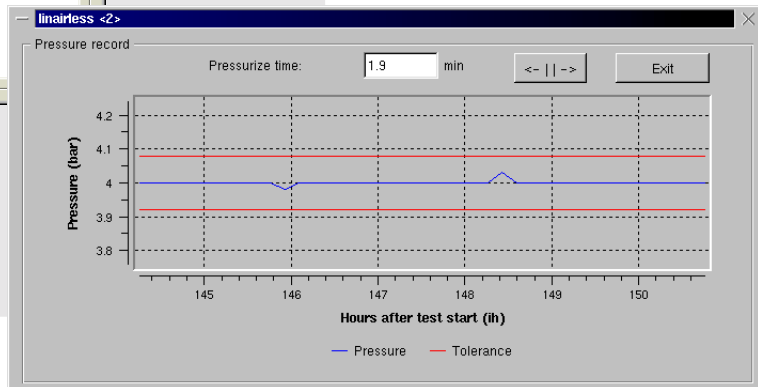 linairless <2>
Pressure record
Pressurize time: 1.9 min <- || -> Exit
4.2
4.1
4
3.9
3.8
Pressure (bar)
145 146 147 148 149 150
Hours after test start (ih)
Pressure Tolerance